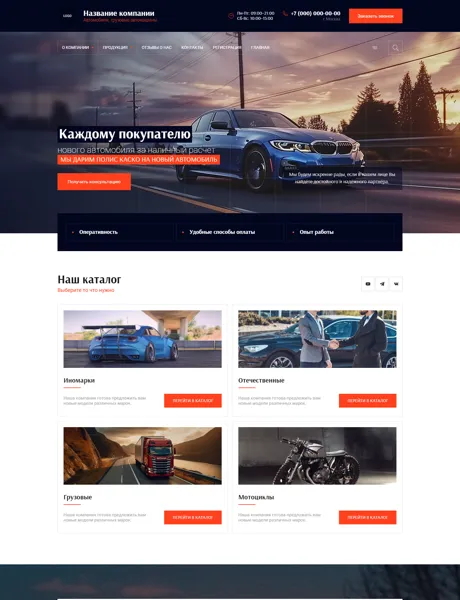 LOGO
Название компании
Автомобили, грузовые автомобили
Пн-Пт: 09:00-21:00
Сб-Вс: 10:00-15:00
+7 (000) 000-00-00
г. Москва
Заказать звонок
О КОМПАНИИ
ПРОДУКЦИЯ
ОТЗЫВЫ О НАС
КОНТАКТЫ
РЕГИСТРАЦИЯ
ГЛАВНАЯ
Каждому покупателю
нового автомобиля за наличный расчет
МЫ ДАРИМ ПОЛИС КАСКО НА НОВЫЙ АВТОМОБИЛЬ
Получить консультацию
Мы будем искренне рады, если в нашем лице Вы
найдете достойного и надежного партнера.
Оперативность
Удобные способы оплаты
Опыт работы
Наш каталог
Выберите то что нужно
Иномарки
Наша компания готова предложить вам
новые модели различных марок
ПЕРЕЙТИ В КАТАЛОГ
Отечественные
Наша компания готова предложить вам
новые модели различных марок
ПЕРЕЙТИ В КАТАЛОГ
Грузовые
Наша компания готова предложить вам
новые модели различных марок
ПЕРЕЙТИ В КАТАЛОГ
Мотоциклы
Наша компания готова предложить вам
новые модели различных марок
ПЕРЕЙТИ В КАТАЛОГ